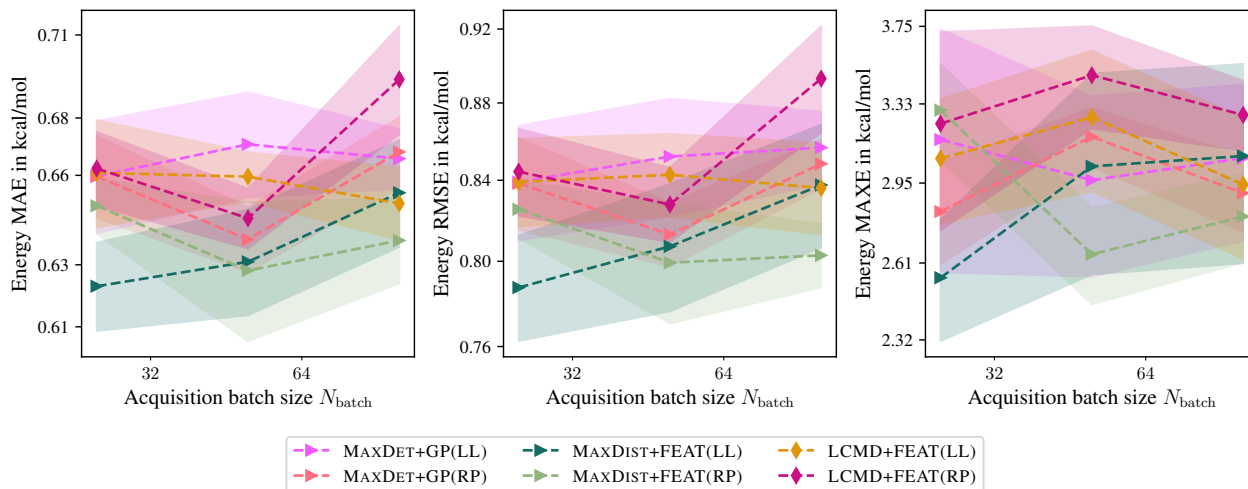 Energy MAE in kcal/mol
0.71
0.68
0.66
0.63
0.61
32
64
Acquisition batch size N_batch
Energy RMSE in kcal/mol
0.92
0.88
0.84
0.80
0.76
32
64
Acquisition batch size N_batch
Energy MAXE in kcal/mol
3.75
3.33
2.95
2.61
2.32
32
64
Acquisition batch size N_batch
MAXDET+GP(LL)
MAXDIST+FEAT(LL)
LCMD+FEAT(LL)
MAXDET+GP(RP)
MAXDIST+FEAT(RP)
LCMD+FEAT(RP)